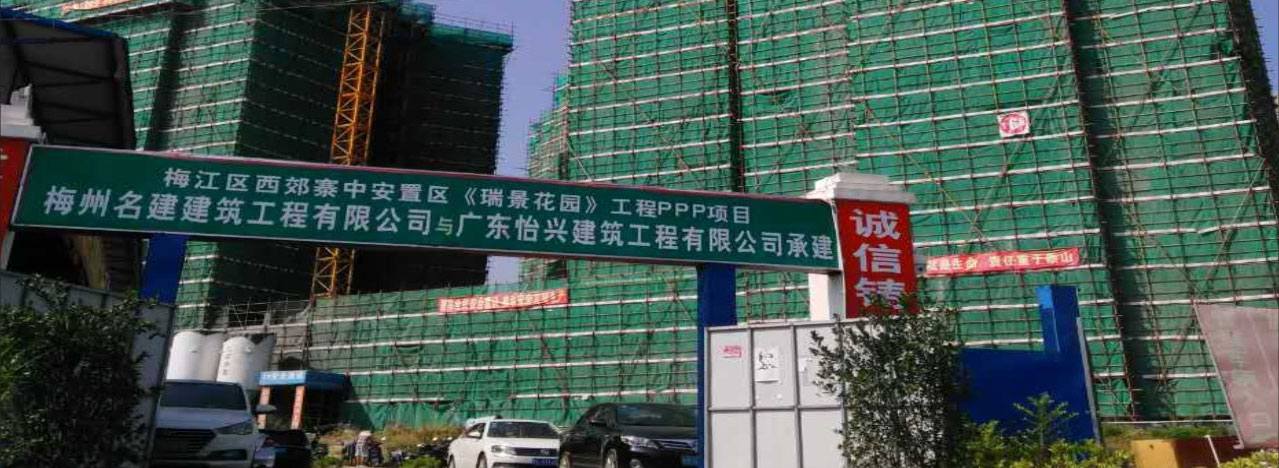 梅江区西郊寨中安置区《瑞景花园》工程PPP项目
梅州名建建筑工程有限公司与广东怡兴建筑工程有限公司承建
诚信铸
责任重于泰山